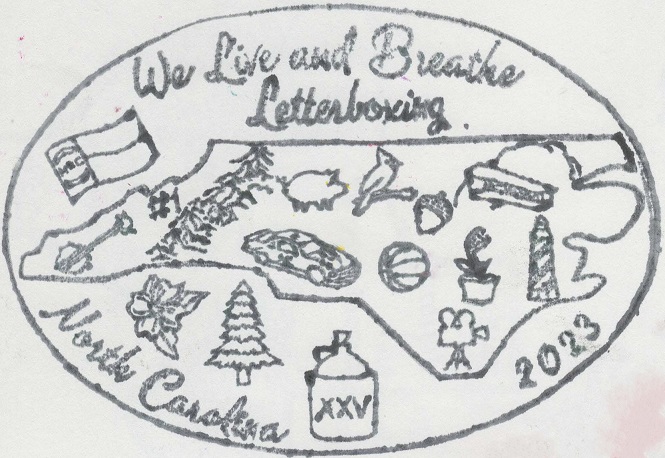 We Live and Breathe
Letterboxing.
#1
XXV
North Carolina
2023